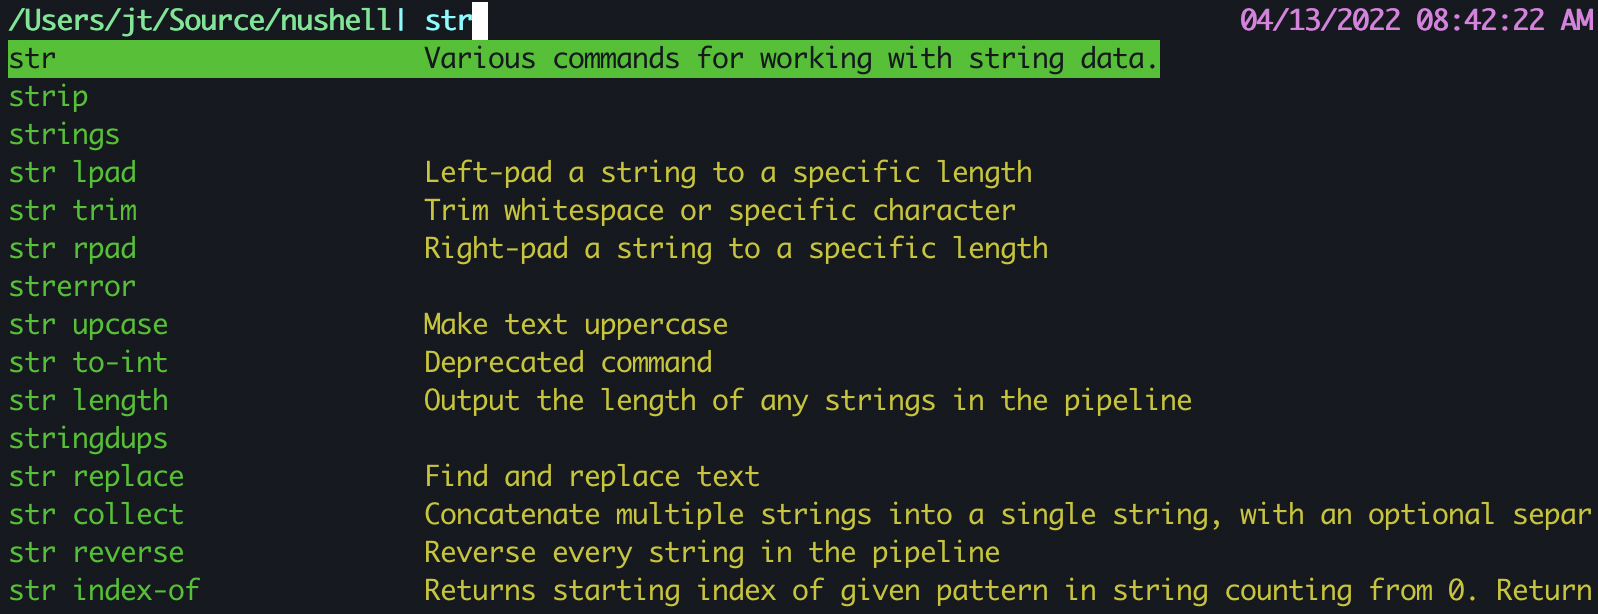 /Users/jt/Source/nushell| str 04/13/2022 08:42:22 AM
str Various commands for working with string data.
strip
strings
str lpad Left-pad a string to a specific length
str trim Trim whitespace or specific character
str rpad Right-pad a string to a specific length
strerror
str upcase Make text uppercase
str to-int Deprecated command
str length Output the length of any strings in the pipeline
stringdups
str replace Find and replace text
str collect Concatenate multiple strings into a single string, with an optional separ
str reverse Reverse every string in the pipeline
str index-of Returns starting index of given pattern in string counting from 0. Return